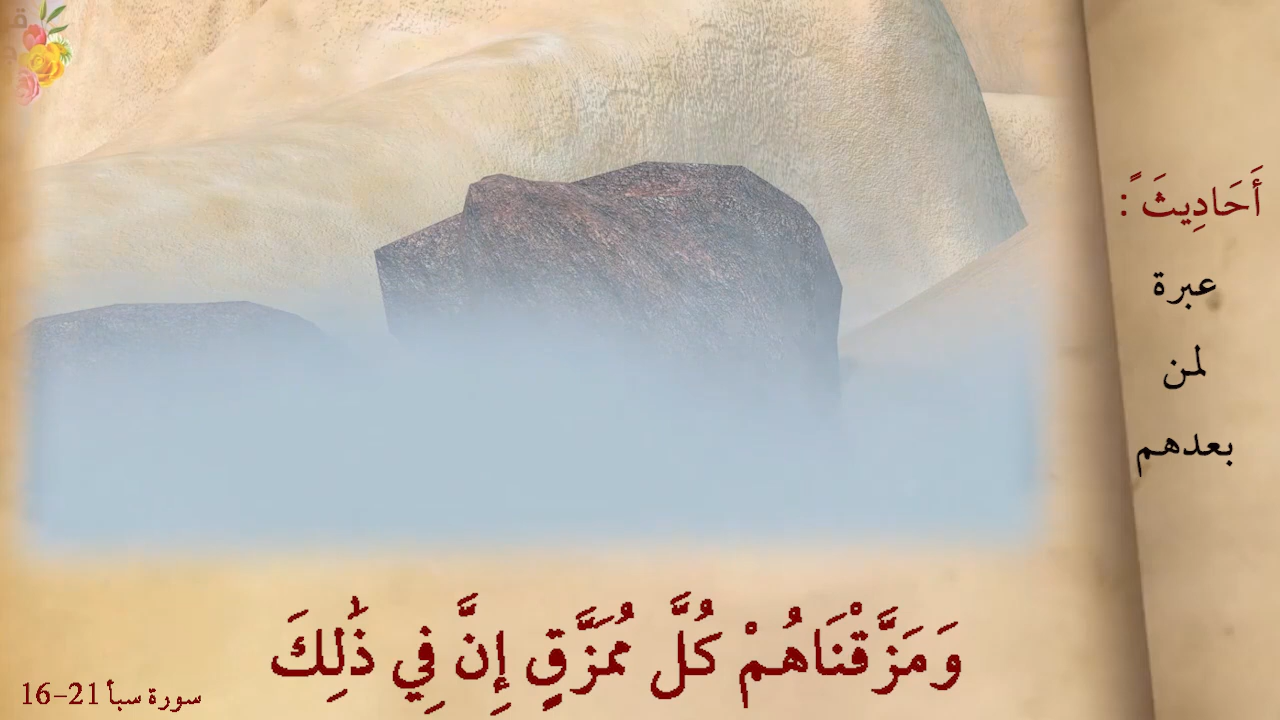 أَحَادِيثَ ً :
عبرة
لمن
بعدهم
وَمَزَّقْنَاهُمْ كُلَّ مُمَزَّقٍ إِنَّ فِي ذَٰلِكَ
سورة سبأ 21-16